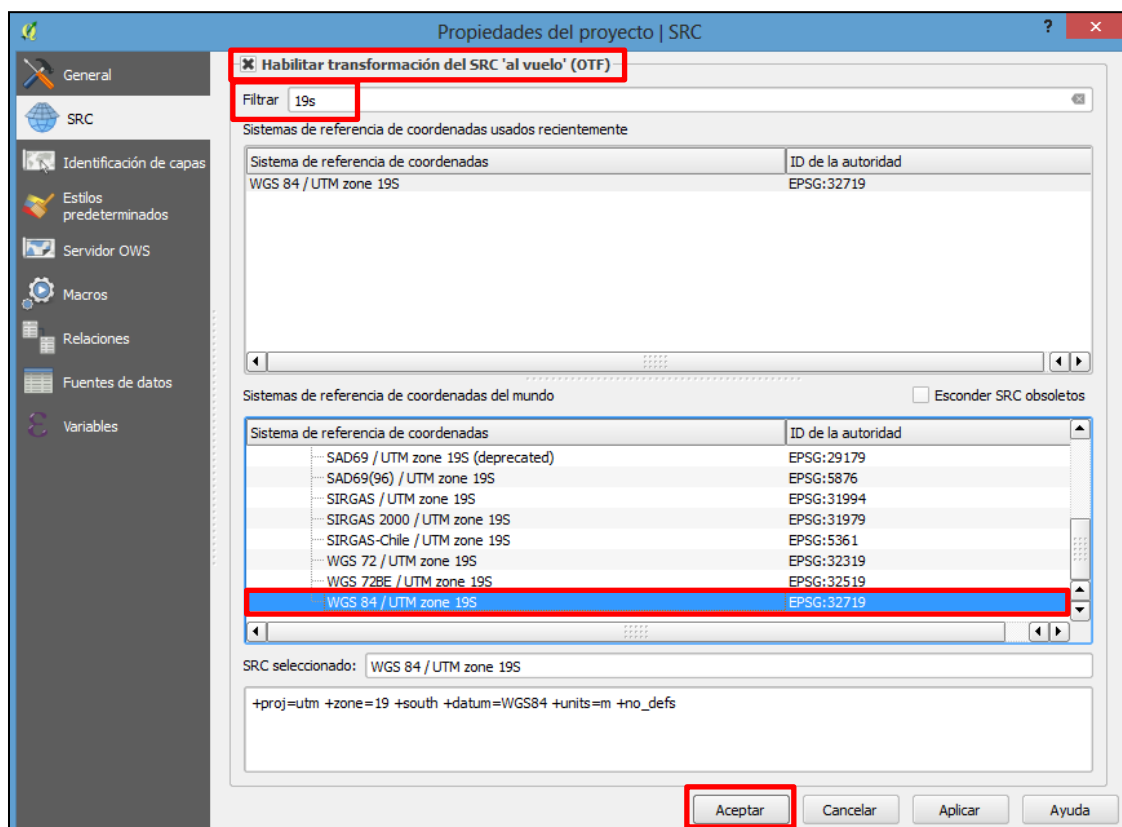 Propiedades del proyecto | SRC
?
×
General
SRC
Identificación de capas
Estilos
predeterminados
Servidor OWS
Macros
Relaciones
Fuentes de datos
Variables
Habilitar transformación del SRC 'al vuelo' (OTF)
Filtrar 19s
Sistemas de referencia de coordenadas usados recientemente
Sistema de referencia de coordenadas ID de la autoridad
WGS 84 / UTM zone 19S EPSG:32719
Sistemas de referencia de coordenadas del mundo Esconder SRC obsoletos
Sistema de referencia de coordenadas ID de la autoridad
SAD69 / UTM zone 19S (deprecated) EPSG:29179
SAD69(96) / UTM zone 19S EPSG:5876
SIRGAS / UTM zone 19S EPSG:31994
SIRGAS 2000 / UTM zone 19S EPSG:31979
SIRGAS-Chile / UTM zone 19S EPSG:5361
WGS 72 / UTM zone 19S EPSG:32319
WGS 72BE / UTM zone 19S EPSG:32519
WGS 84 / UTM zone 19S EPSG:32719
SRC seleccionado: WGS 84 / UTM zone 19S
+proj=utm +zone=19 +south +datum=WGS84 +units=m +no_defs
Aceptar Cancelar Aplicar Ayuda